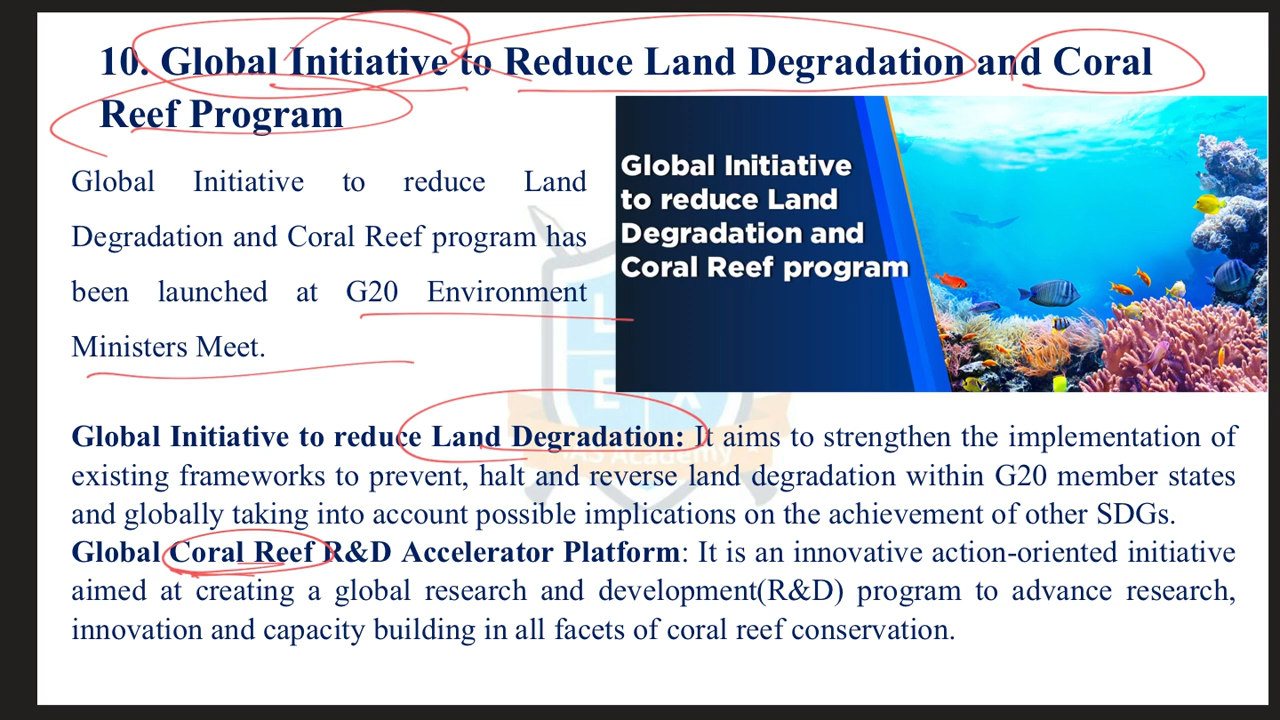 10. Global Initiative to Reduce Land Degradation and Coral
Reef Program
Global Initiative to reduce Land
Degradation and Coral Reef program has
been launched at G20 Environment
Ministers Meet.
Global Initiative
to reduce Land
Degradation and
Coral Reef program
Global Initiative to reduce Land Degradation: It aims to strengthen the implementation of
existing frameworks to prevent, halt and reverse land degradation within G20 member states
and globally taking into account possible implications on the achievement of other SDGs.
Global Coral Reef R&D Accelerator Platform: It is an innovative action-oriented initiative
aimed at creating a global research and development(R&D) program to advance research,
innovation and capacity building in all facets of coral reef conservation.
IAS Academy